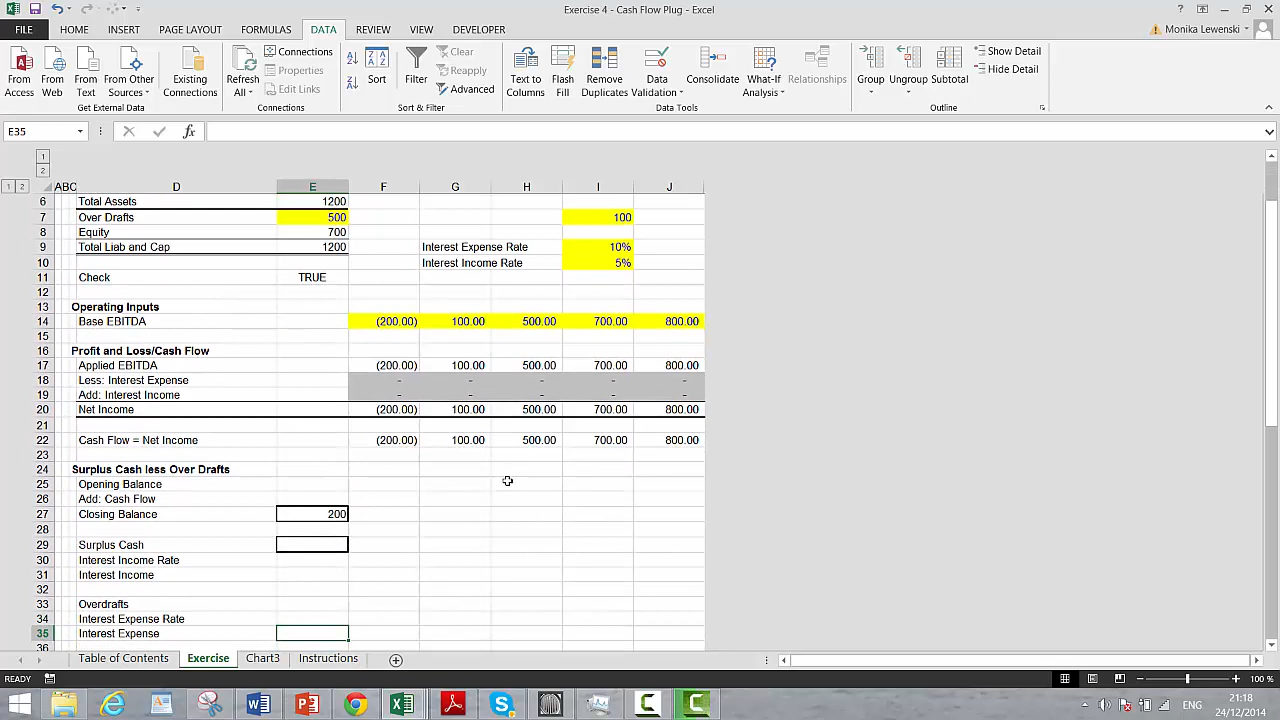 Exercise 4 - Cash Flow Plug - Excel
FILE HOME INSERT PAGE LAYOUT FORMULAS DATA REVIEW VIEW DEVELOPER Monika Lewenski
From Access
From Web
From Text
From Other Sources
Existing Connections
Refresh All
Connections
Properties
Edit Links
Sort
Filter
Clear
Reapply
Advanced
Text to Columns
Flash Fill
Remove Duplicates
Data Validation
Consolidate
What-If Analysis
Relationships
Group
Ungroup
Subtotal
Show Detail
Hide Detail
Get External Data Connections Sort & Filter Data Tools Outline
E35 fx
1
2
1 2 A B C D E F G H I J
6 Total Assets 1200
7 Over Drafts 500 100
8 Equity 700
9 Total Liab and Cap 1200 Interest Expense Rate 10%
10 Interest Income Rate 5%
11 Check TRUE
12
13 Operating Inputs
14 Base EBITDA (200.00) 100.00 500.00 700.00 800.00
15
16 Profit and Loss/Cash Flow
17 Applied EBITDA (200.00) 100.00 500.00 700.00 800.00
18 Less: Interest Expense - - - - -
19 Add: Interest Income - - - - -
20 Net Income (200.00) 100.00 500.00 700.00 800.00
21
22 Cash Flow = Net Income (200.00) 100.00 500.00 700.00 800.00
23
24 Surplus Cash less Over Drafts
25 Opening Balance
26 Add: Cash Flow
27 Closing Balance 200
28
29 Surplus Cash
30 Interest Income Rate
31 Interest Income
32
33 Overdrafts
34 Interest Expense Rate
35 Interest Expense
36
Table of Contents Exercise Chart3 Instructions
READY 100 %
ENG 21:18
24/12/2014